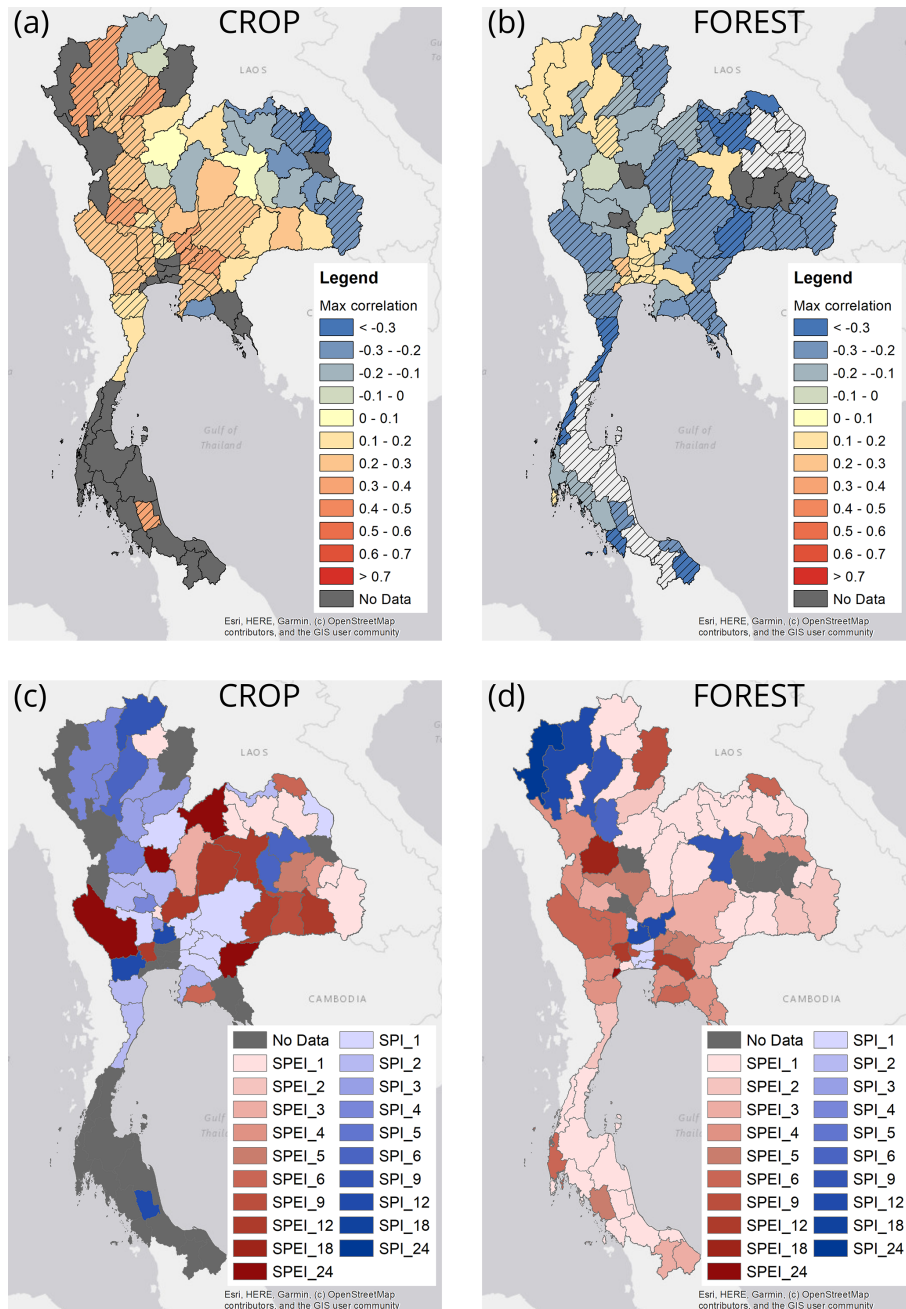 (a) CROP
LAOS
Gulf of
Thailand
Legend
Max correlation
< -0.3
-0.3 - -0.2
-0.2 - -0.1
-0.1 - 0
0 - 0.1
0.1 - 0.2
0.2 - 0.3
0.3 - 0.4
0.4 - 0.5
0.5 - 0.6
0.6 - 0.7
> 0.7
No Data
Esri, HERE, Garmin, (c) OpenStreetMap
contributors, and the GIS user community
(b) FOREST
LAOS
Gulf of
Thailand
Legend
Max correlation
< -0.3
-0.3 - -0.2
-0.2 - -0.1
-0.1 - 0
0 - 0.1
0.1 - 0.2
0.2 - 0.3
0.3 - 0.4
0.4 - 0.5
0.5 - 0.6
0.6 - 0.7
> 0.7
No Data
Esri, HERE, Garmin, (c) OpenStreetMap
contributors, and the GIS user community
(c) CROP
LAOS
CAMBODIA
No Data SPI_1
SPEI_1 SPI_2
SPEI_2 SPI_3
SPEI_3 SPI_4
SPEI_4 SPI_5
SPEI_5 SPI_6
SPEI_6 SPI_9
SPEI_9 SPI_12
SPEI_12 SPI_18
SPEI_18 SPI_24
SPEI_24
Esri, HERE, Garmin, (c) OpenStreetMap
contributors, and the GIS user community
(d) FOREST
LAOS
CAMBODIA
No Data SPI_1
SPEI_1 SPI_2
SPEI_2 SPI_3
SPEI_3 SPI_4
SPEI_4 SPI_5
SPEI_5 SPI_6
SPEI_6 SPI_9
SPEI_9 SPI_12
SPEI_12 SPI_18
SPEI_18 SPI_24
SPEI_24
Esri, HERE, Garmin, (c) OpenStreetMap
contributors, and the GIS user community